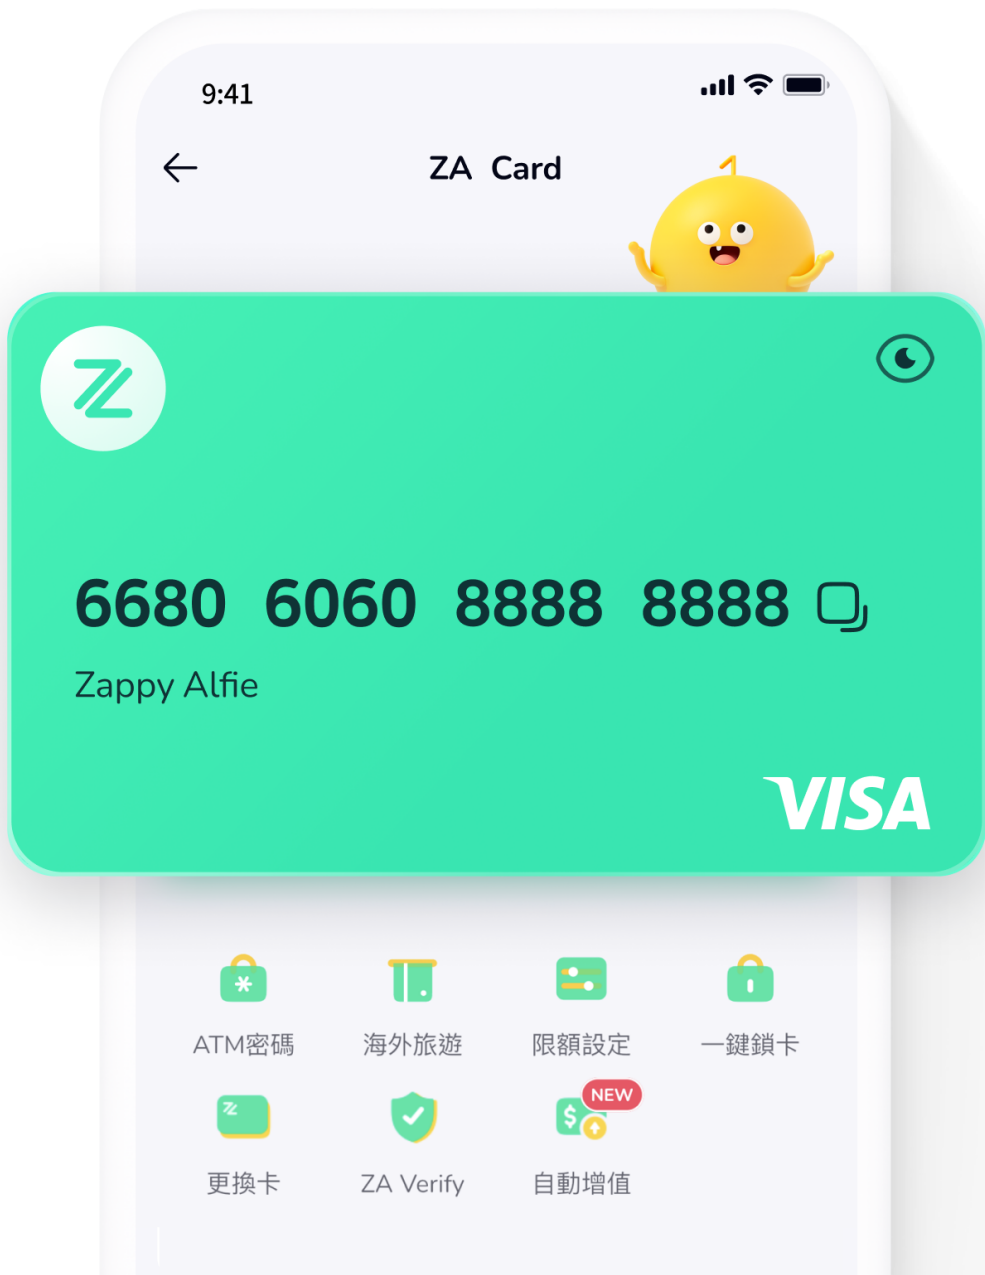 9:41
ZA Card
6680 6060 8888 8888
Zappy Alfie
VISA
ATM密碼 海外旅遊 限額設定 一鍵鎖卡
NEW
更換卡 ZA Verify 自動增值